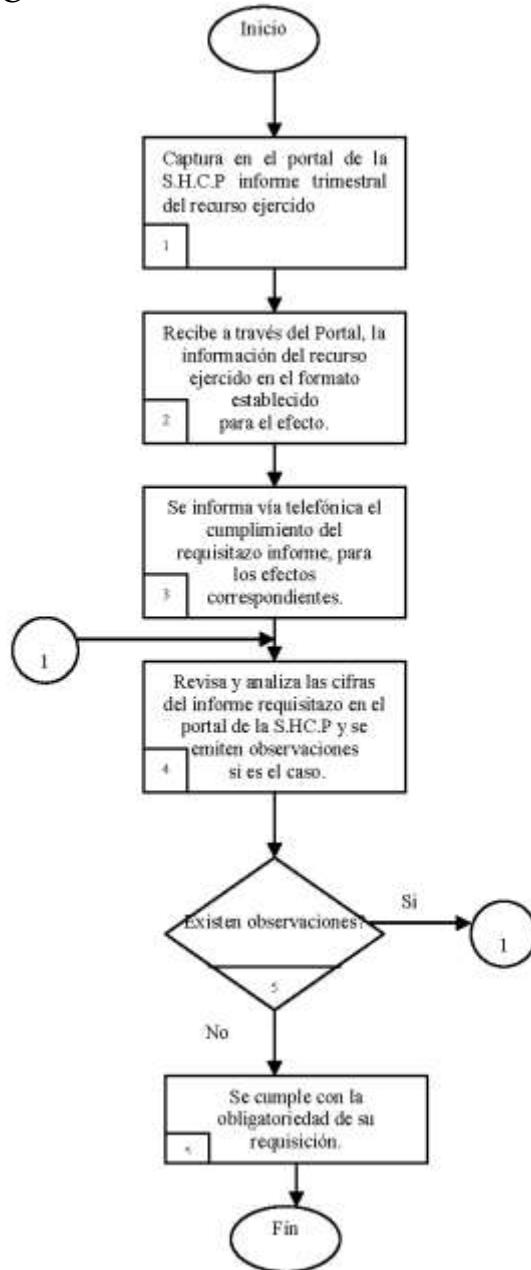 Inicio
Captura en el portal de la
S.H.C.P informe trimestral
del recurso ejercido
1
Recibe a través del Portal, la
información del recurso
ejercido en el formato
establecido
para el efecto.
2
Se informa vía telefónica el
cumplimiento del
requisitazo informe, para
los efectos
correspondientes.
3
1
Revisa y analiza las cifras
del informe requisitazo en el
portal de la S.HC.P y se
emiten observaciones
si es el caso.
4
Existen observaciones?
5
Si
1
No
Se cumple con la
obligatoriedad de su
requisición.
Fín